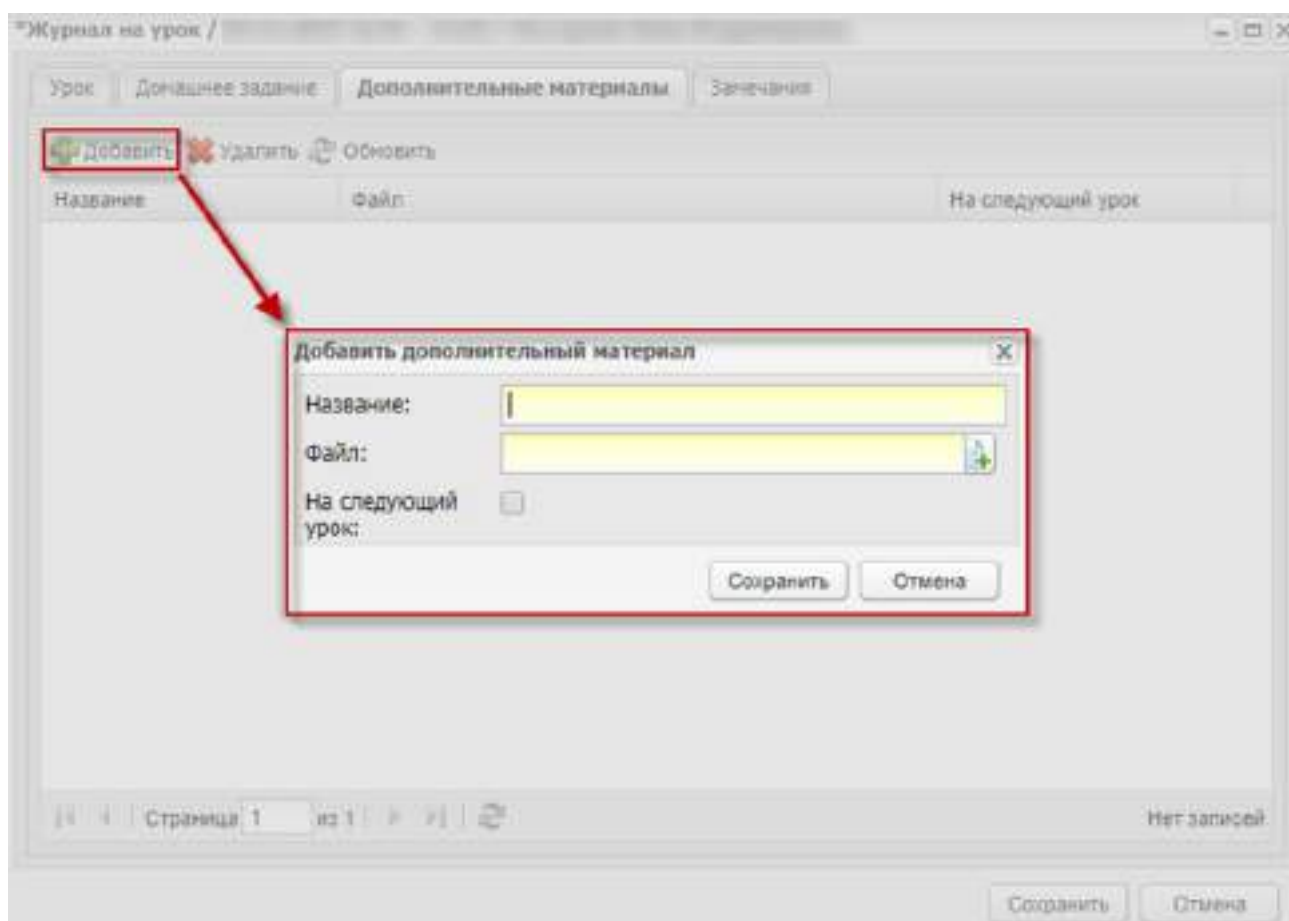 *Журнал на урок /
Урок Домашнее задание Дополнительные материалы Замечания
Добавить Удалить Обновить
Название Файл На следующий урок
Добавить дополнительный материал
Название:
Файл:
На следующий
урок:
Сохранить Отмена
Страница 1 из 1 Нет записей
Сохранить Отмена